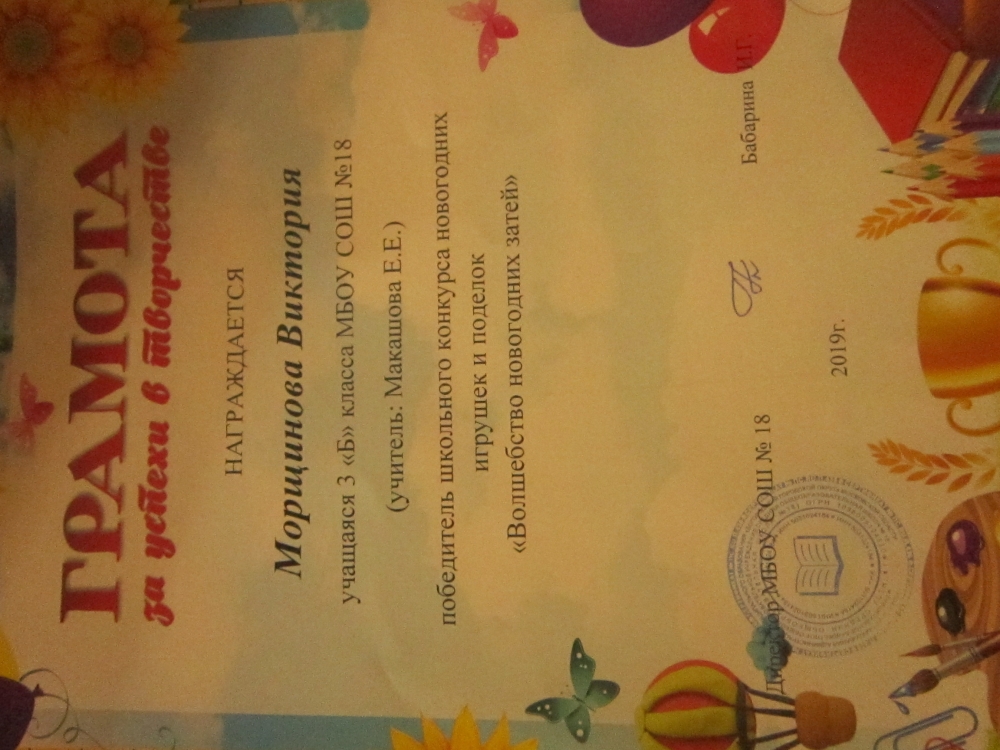 ГРАМОТА
за успехи в творчестве
НАГРАЖДАЕТСЯ
Морщинова Виктория
учащаяся 3 «Б» класса МБОУ СОШ №18
(учитель: Макашова Е.Е.)
победитель школьного конкурса новогодних
игрушек и поделок
«Волшебство новогодних затей»
Директор МБОУ СОШ № 18 Бабарина И.Г.
2019г.